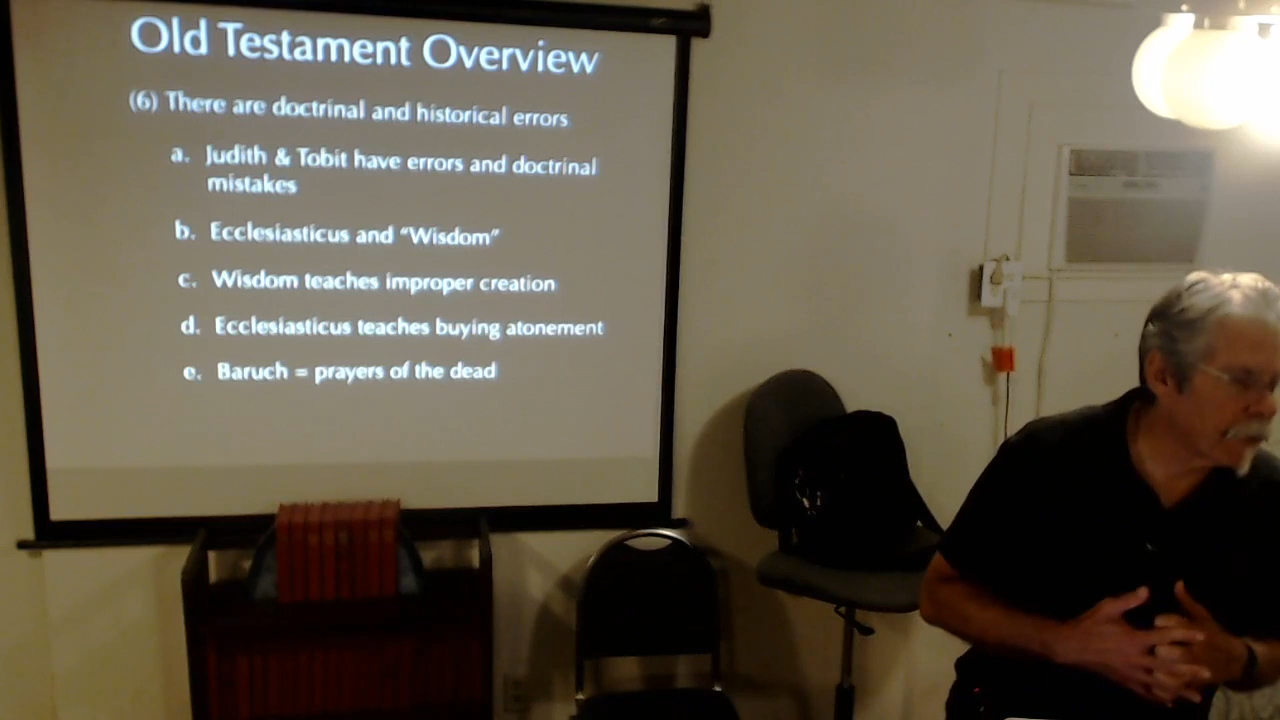 Old Testament Overview
(6) There are doctrinal and historical errors
a. Judith & Tobit have errors and doctrinal
mistakes
b. Ecclesiasticus and “Wisdom”
c. Wisdom teaches improper creation
d. Ecclesiasticus teaches buying atonement
e. Baruch = prayers of the dead